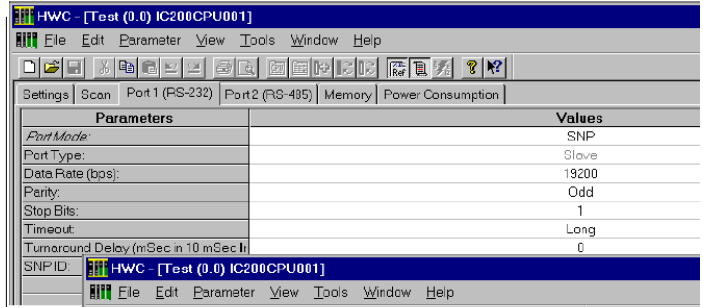 HWC - [Test (0.0) IC200CPU001]
File Edit Parameter View Tools Window Help
Ref
Settings Scan Port 1 (RS-232) Port 2 (RS-485) Memory Power Consumption
Parameters Values
Port Mode: SNP
Port Type: Slave
Data Rate (bps): 19200
Parity: Odd
Stop Bits: 1
Timeout: Long
Turnaround Delay (mSec in 10 mSec In 0
SNP ID:
HWC - [Test (0.0) IC200CPU001]
File Edit Parameter View Tools Window Help